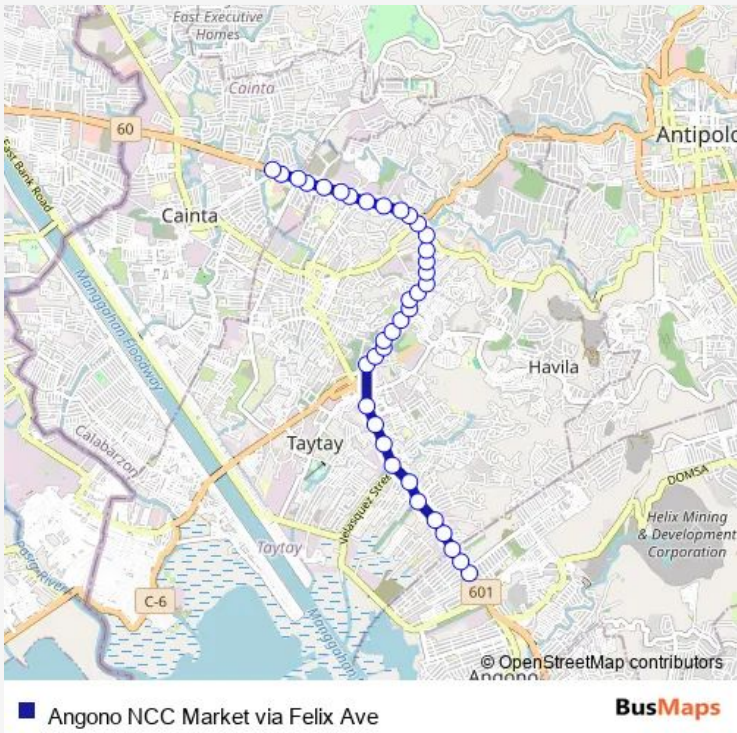 East Executive
Homes
Cainta
60
Antipolo
East Bank Road
Cainta
Manggahan Floodway
Havila
Calabarzon
Taytay
Velasquez Street
DOMSA
Helix Mining
& Development
Corporation
Taytay
Pasig River
C-6
601
Manggahan
© OpenStreetMap contributors
Angono
Angono NCC Market via Felix Ave
BusMaps